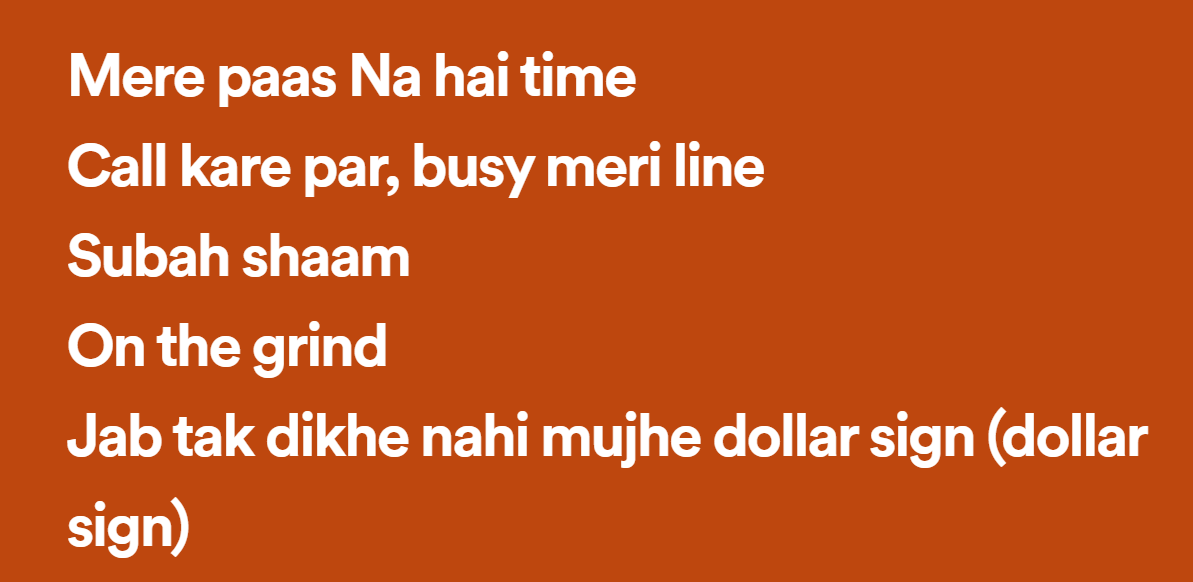 Mere paas Na hai time
Call kare par, busy meri line
Subah shaam
On the grind
Jab tak dikhe nahi mujhe dollar sign (dollar
sign)